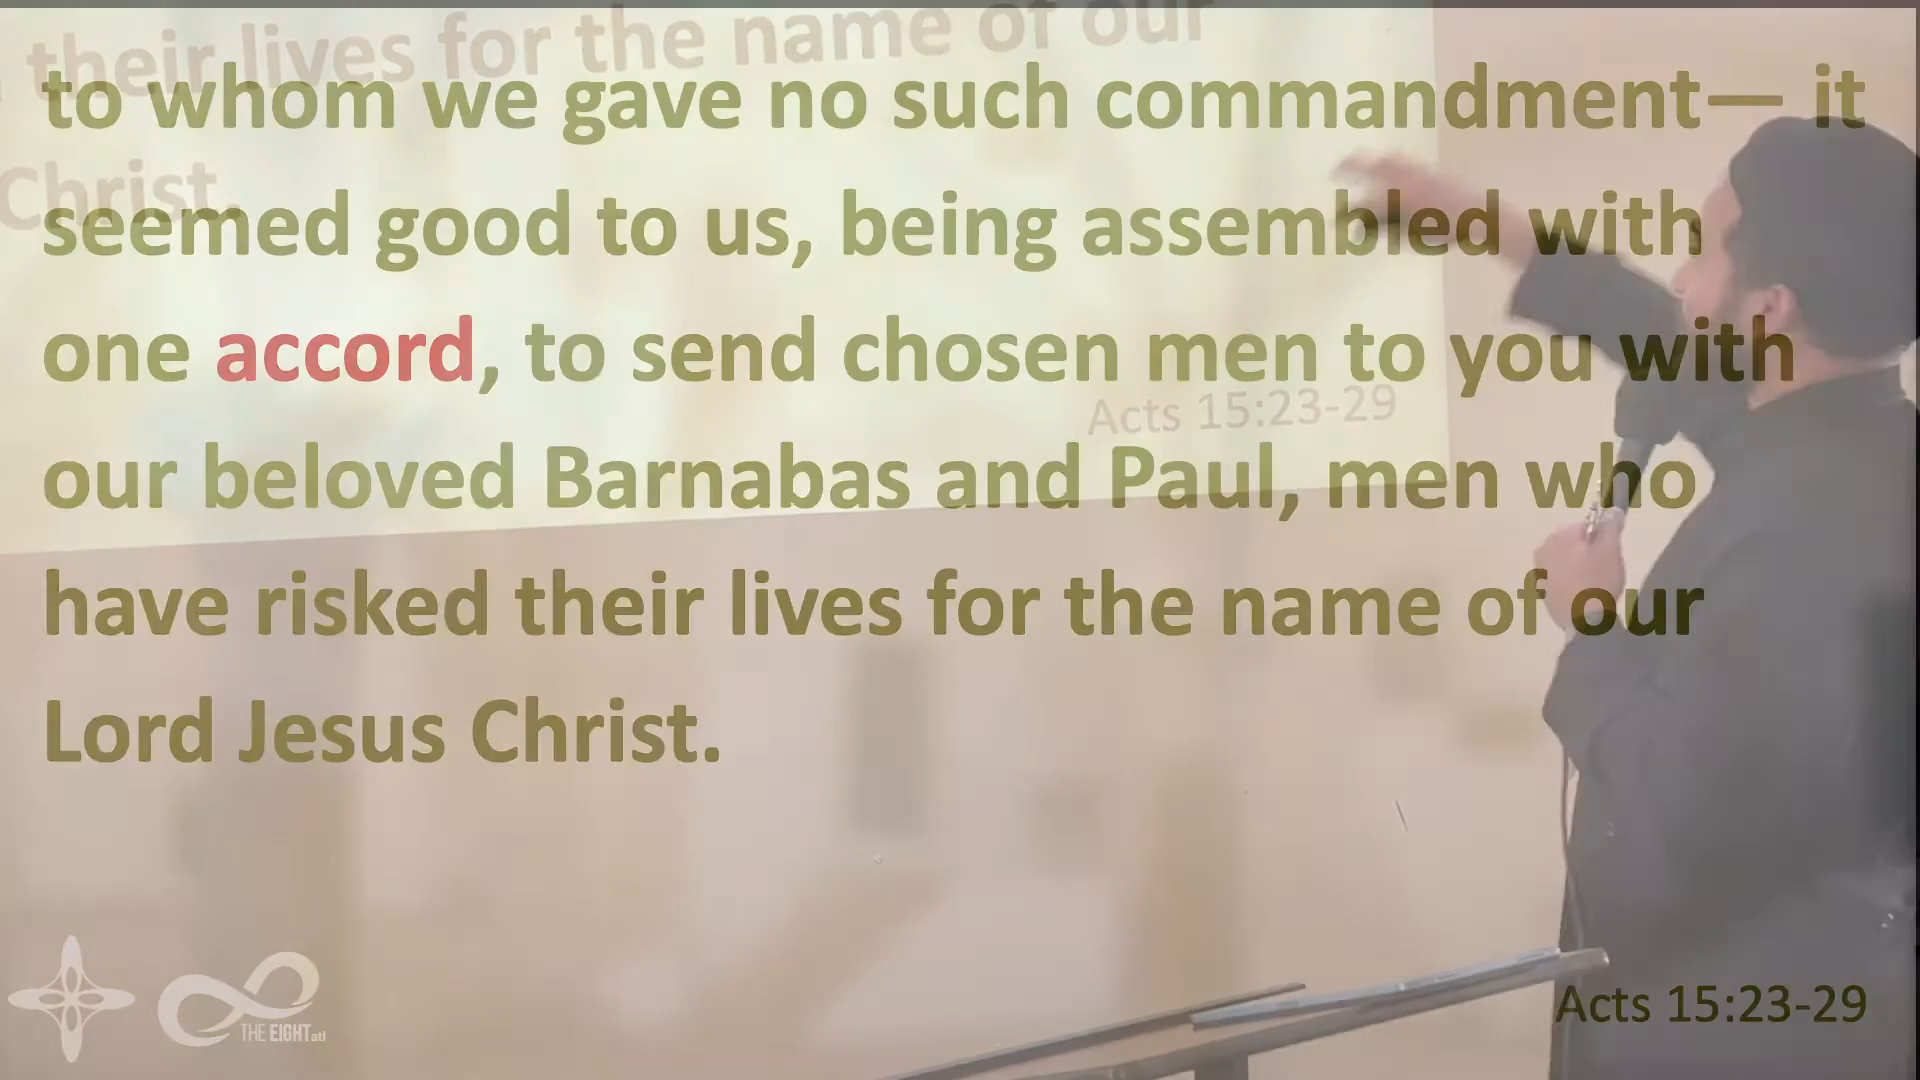 their lives for the name of our
Christ.
Acts 15:23-29
to whom we gave no such commandment— it
seemed good to us, being assembled with
one accord, to send chosen men to you with
our beloved Barnabas and Paul, men who
have risked their lives for the name of our
Lord Jesus Christ.
THE EIGHTatl
Acts 15:23-29